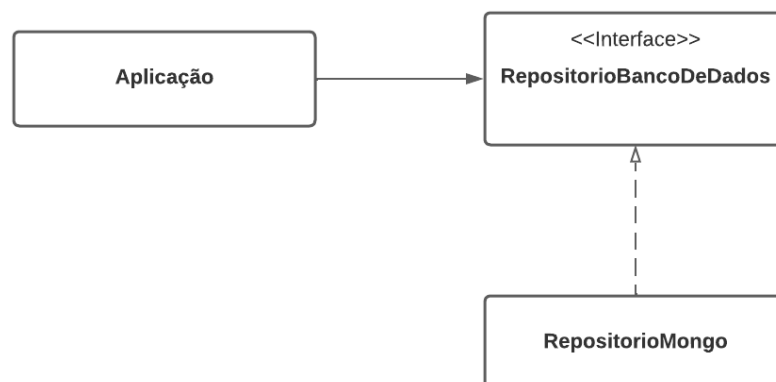 Aplicação
<<Interface>>
RepositorioBancoDeDados
RepositorioMongo